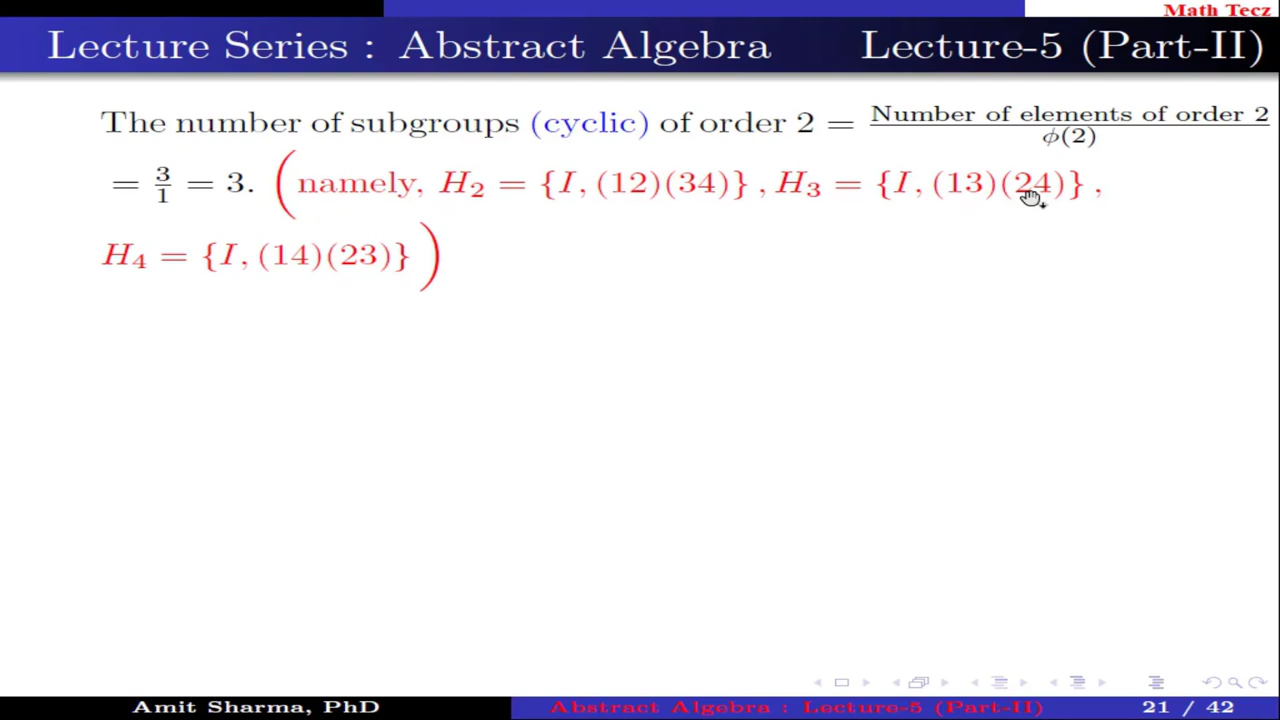 Math Tecz
Lecture Series : Abstract Algebra Lecture-5 (Part-II)
The number of subgroups (cyclic) of order 2 = Number of elements of order 2 / ϕ(2)
= 3/1 = 3. (namely, H₂ = {I, (12)(34)} , H₃ = {I, (13)(24)} ,
H₄ = {I, (14)(23)} )
Amit Sharma, PhD Abstract Algebra : Lecture-5 (Part-II) 21 / 42